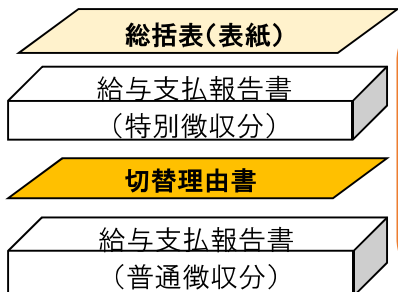 総括表（表紙）
給与支払報告書
（特別徴収分）
切替理由書
給与支払報告書
（普通徴収分）